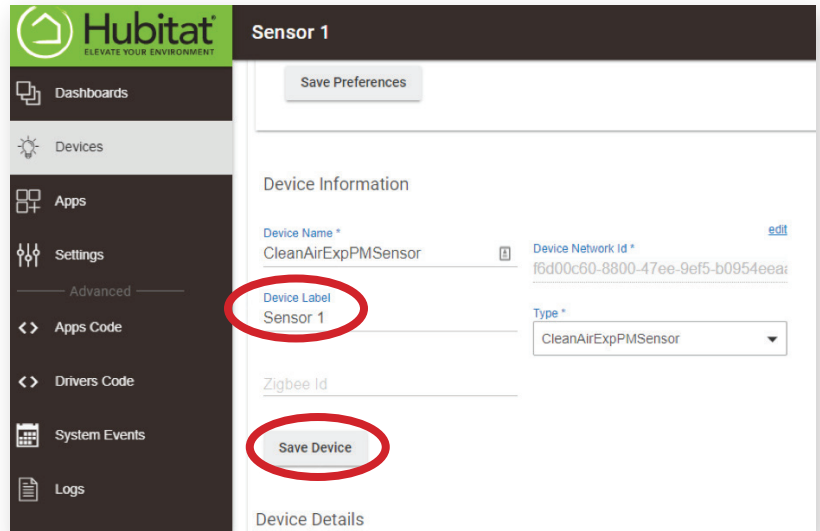 Hubitat
ELEVATE YOUR ENVIRONMENT
Sensor 1
Dashboards
Devices
Apps
Settings
Advanced
Apps Code
Drivers Code
System Events
Logs
Save Preferences
Device Information
Device Name *
CleanAirExpPMSensor
edit
Device Network Id *
f6d00c60-8800-47ee-9ef5-b0954eeaa
Device Label
Sensor 1
Type *
CleanAirExpPMSensor
Zigbee Id
Save Device
Device Details